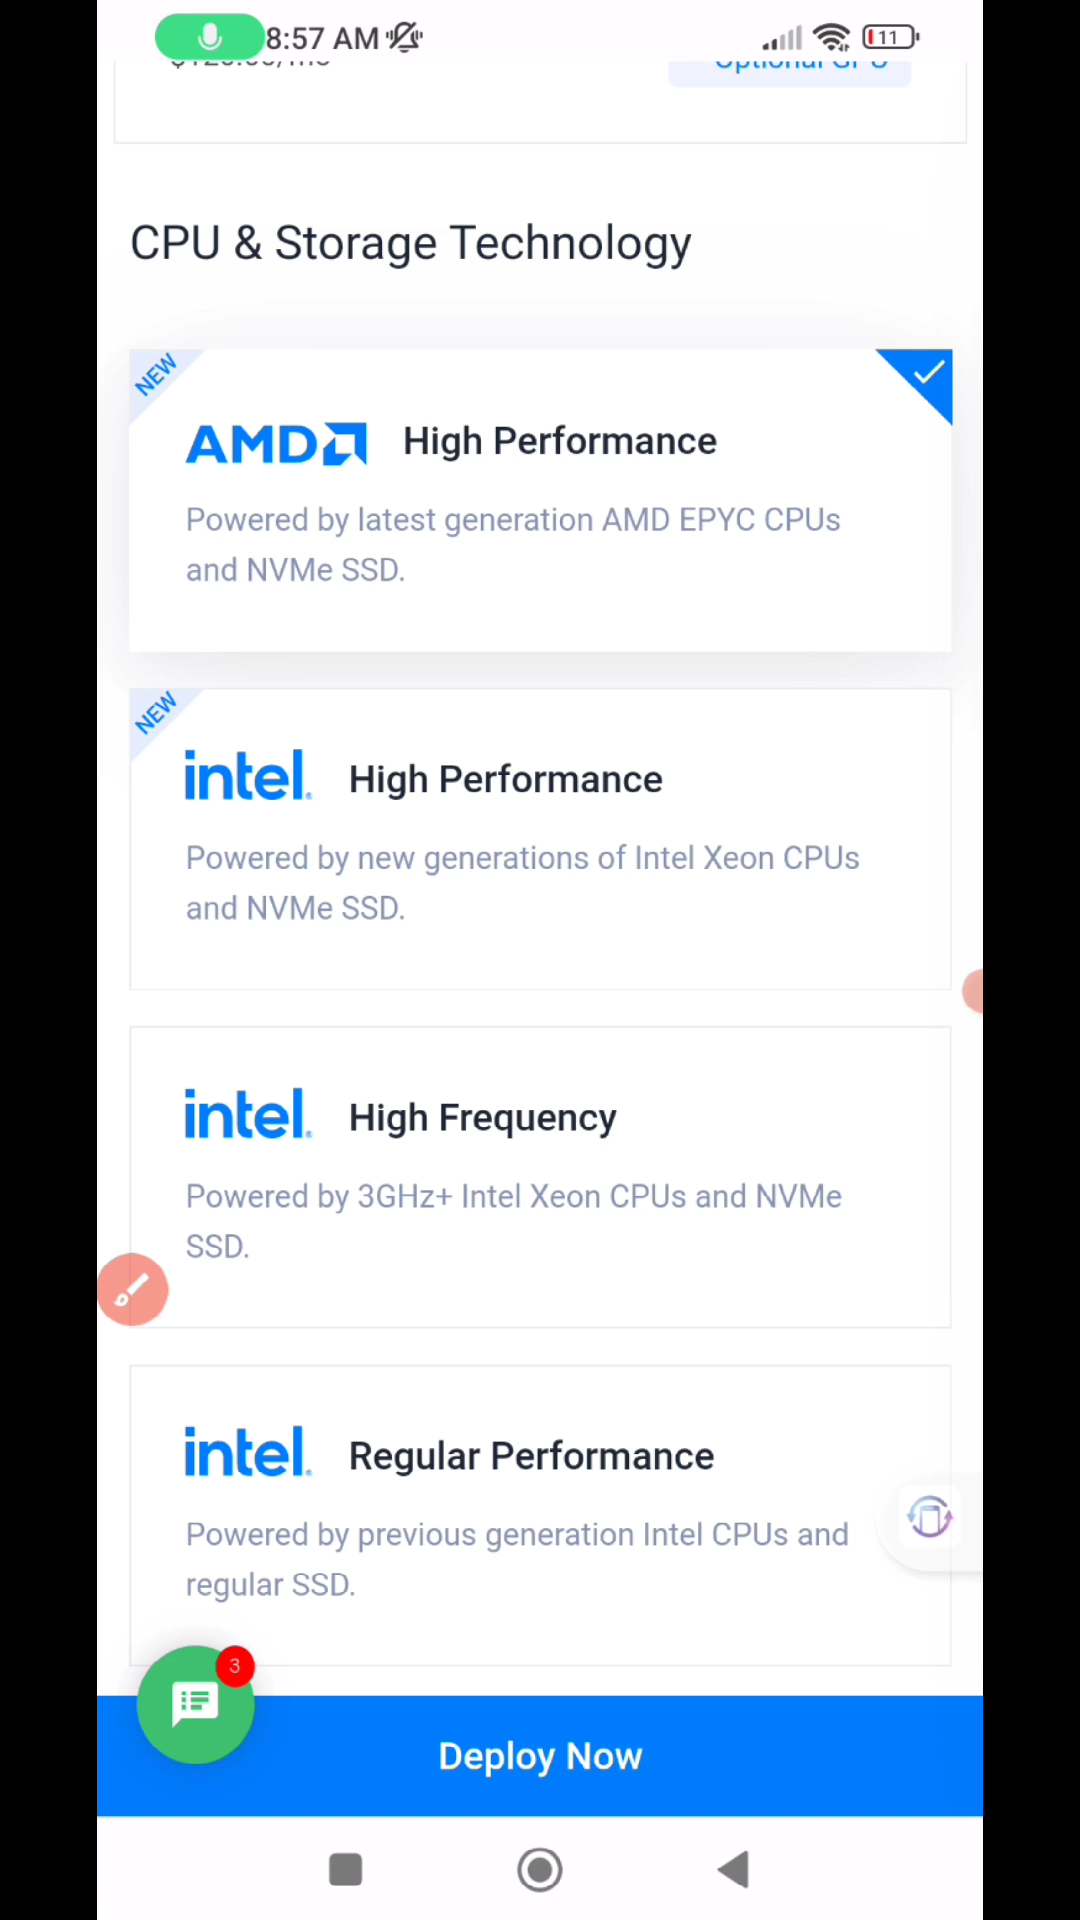 8:57 AM
11
Optional GPU
CPU & Storage Technology
NEW
AMD High Performance
Powered by latest generation AMD EPYC CPUs
and NVMe SSD.
NEW
intel. High Performance
Powered by new generations of Intel Xeon CPUs
and NVMe SSD.
intel. High Frequency
Powered by 3GHz+ Intel Xeon CPUs and NVMe
SSD.
intel. Regular Performance
Powered by previous generation Intel CPUs and
regular SSD.
3
Deploy Now